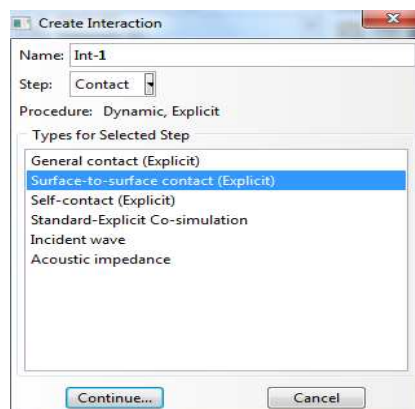 Create Interaction
Name: Int-1
Step: Contact
Procedure: Dynamic, Explicit
Types for Selected Step
General contact (Explicit)
Surface-to-surface contact (Explicit)
Self-contact (Explicit)
Standard-Explicit Co-simulation
Incident wave
Acoustic impedance
Continue... Cancel